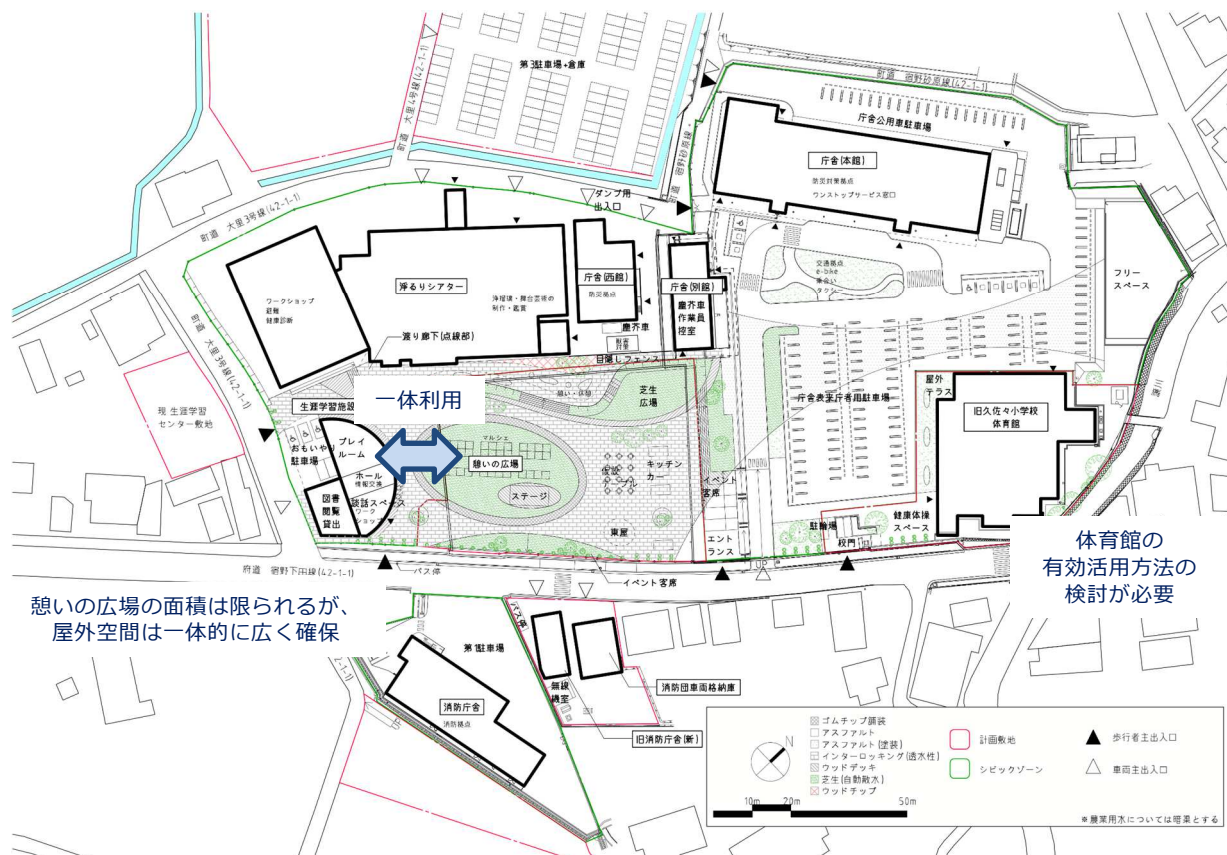 第3駐車場+倉庫
町道 大里4号線(42-1-1)
町道 宿野砂原線(42-1-1)
庁舎公用車駐車場
庁舎(本館)
防災対策拠点
ワンストップサービス窓口
町道 宿野砂原線
ダンプ用
出入口
町道 大里3号線(42-1-1)
浄るりシアター
浄瑠璃・舞台芸術の
制作・鑑賞
庁舎(西館)
防災拠点
庁舎(別館)
塵芥車
作業員
控室
塵芥車
交通拠点
e-bike
乗合い
タクシー
フリー
スペース
ワークショップ
避難
健康診断
渡り廊下(点線部)
目隠しフェンス
町道 大里3号線(42-1-1)
現 生涯学習
センター敷地
一体利用
生涯学習施設
おもいやり
駐車場
プレイ
ルーム
ホール
情報交換
談話スペース
ワーク
ショップ
図書
閲覧
貸出
憩い・休憩
芝生
広場
マルシェ
憩いの広場
ステージ
仮設
テーブル
キッチン
カー
東屋
イベント
客席
エント
ランス
庁舎表来庁者用駐車場
屋外
テラス
旧久佐々小学校
体育館
駐輪場
校門
健康体操
スペース
府道 宿野下田線(42-1-1)
バス停
イベント客席
憩いの広場の面積は限られるが、
屋外空間は一体的に広く確保
体育館の
有効活用方法の
検討が必要
第1駐車場
消防庁舎
消防拠点
バス停
無線
機室
消防団車両格納庫
旧消防庁舎(新)
N
10m 20m 50m
ゴムチップ舗装
アスファルト
アスファルト(塗装)
インターロッキング(透水性)
ウッドデッキ
芝生(自動散水)
ウッドチップ
計画敷地
シビックゾーン
歩行者主出入口
車両主出入口
※農業用水については暗渠とする